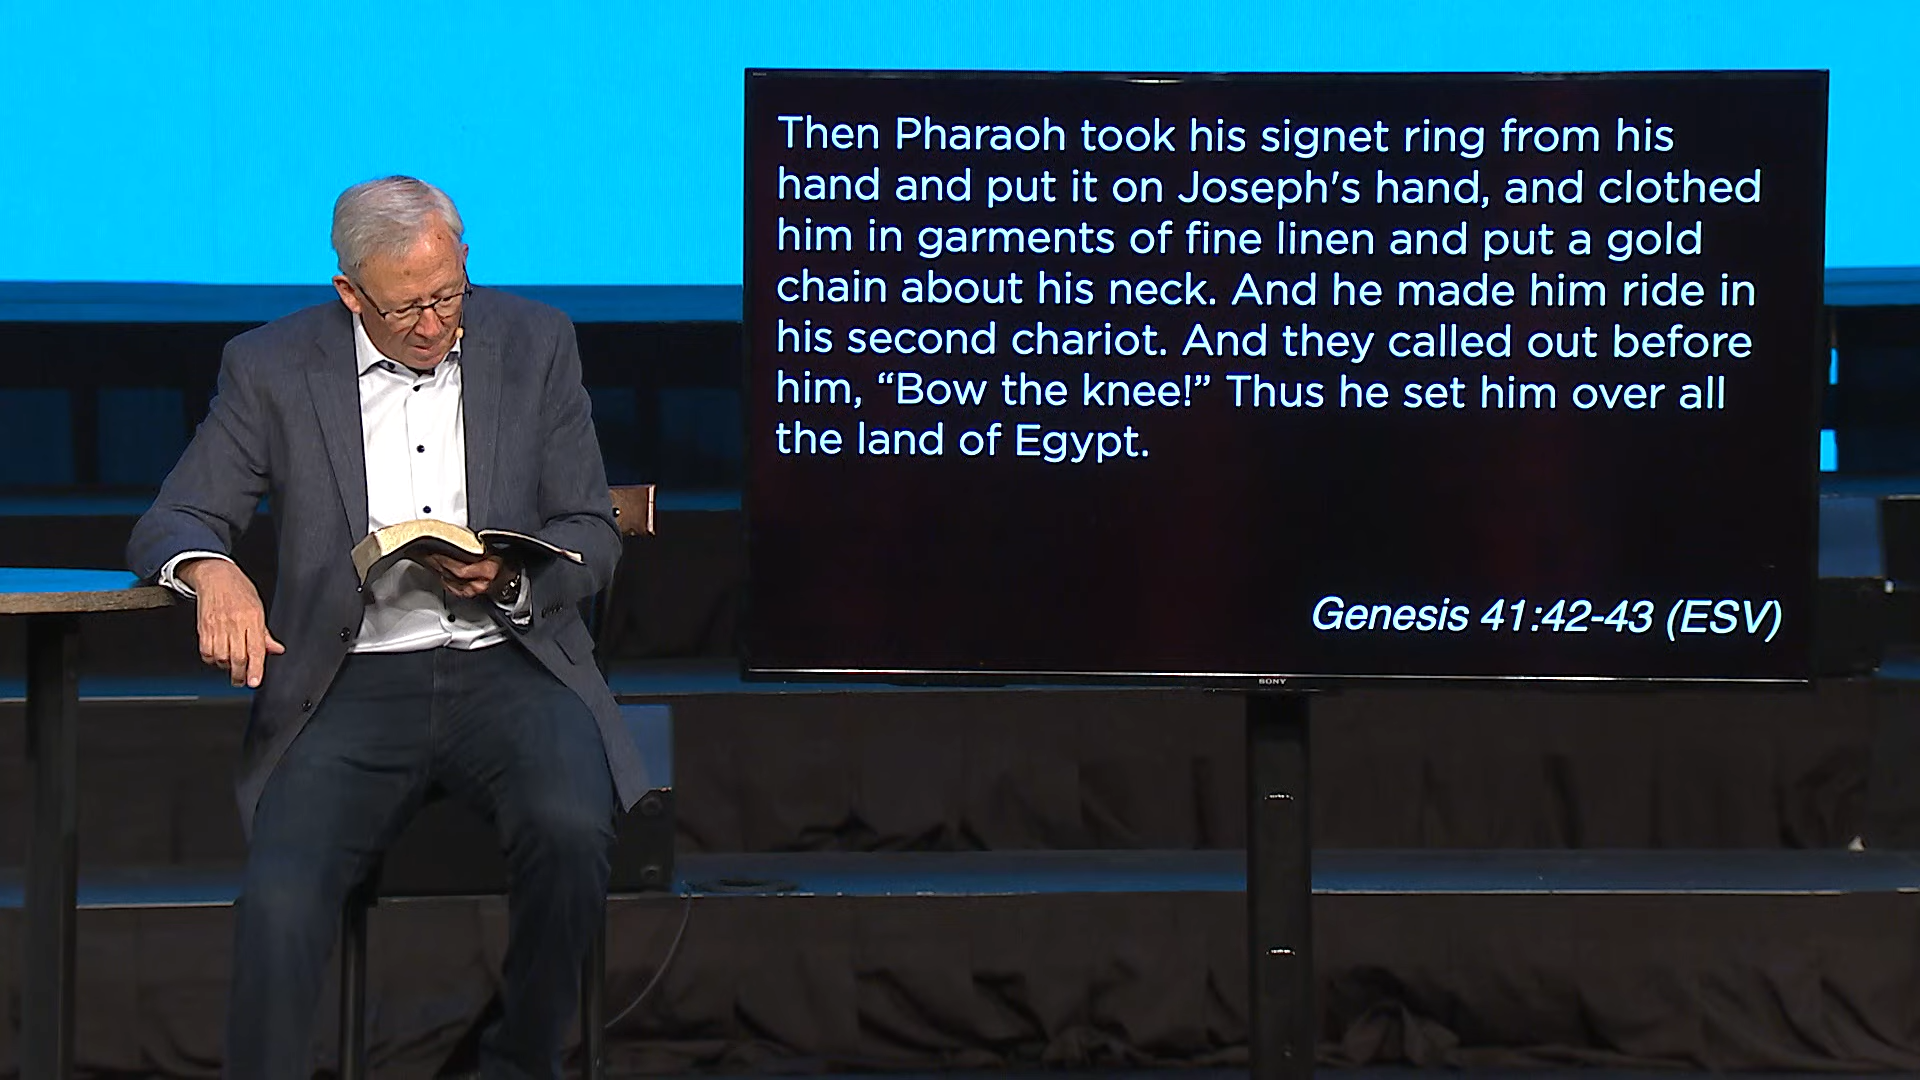 Then Pharaoh took his signet ring from his
hand and put it on Joseph's hand, and clothed
him in garments of fine linen and put a gold
chain about his neck. And he made him ride in
his second chariot. And they called out before
him, “Bow the knee!” Thus he set him over all
the land of Egypt.
Genesis 41:42-43 (ESV)
SONY